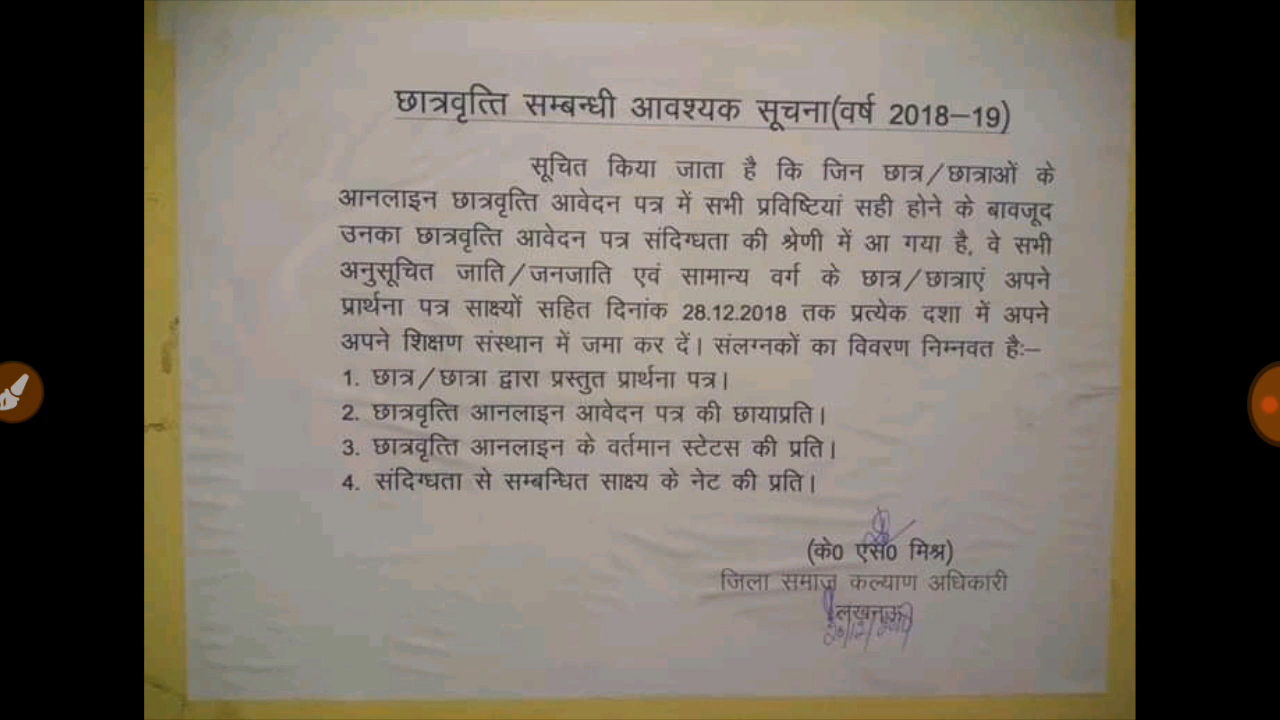 छात्रवृत्ति सम्बन्धी आवश्यक सूचना(वर्ष 2018–19)
सूचित किया जाता है कि जिन छात्र/छात्राओं के
आनलाइन छात्रवृत्ति आवेदन पत्र में सभी प्रविष्टियां सही होने के बावजूद
उनका छात्रवृत्ति आवेदन पत्र संदिग्धता की श्रेणी में आ गया है, वे सभी
अनुसूचित जाति/जनजाति एवं सामान्य वर्ग के छात्र/छात्राएं अपने
प्रार्थना पत्र साक्ष्यों सहित दिनांक 28.12.2018 तक प्रत्येक दशा में अपने
अपने शिक्षण संस्थान में जमा कर दें। संलग्नकों का विवरण निम्नवत हैः–
1. छात्र/छात्रा द्वारा प्रस्तुत प्रार्थना पत्र।
2. छात्रवृत्ति आनलाइन आवेदन पत्र की छायाप्रति।
3. छात्रवृत्ति आनलाइन के वर्तमान स्टेटस की प्रति।
4. संदिग्धता से सम्बन्धित साक्ष्य के नेट की प्रति।
(के0 एस0 मिश्र)
जिला समाज कल्याण अधिकारी
लखनऊ